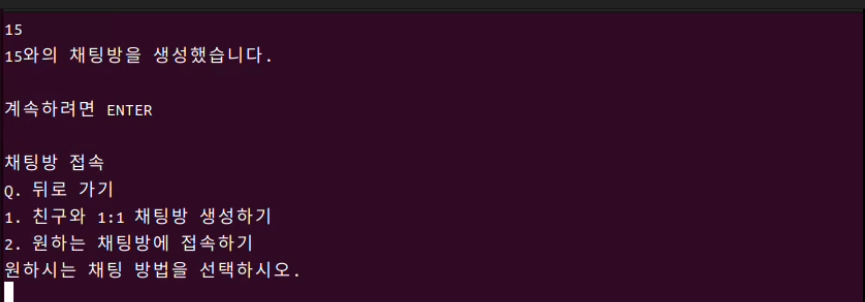 15
15와의 채팅방을 생성했습니다.
계속하려면 ENTER
채팅방 접속
Q. 뒤로 가기
1. 친구와 1:1 채팅방 생성하기
2. 원하는 채팅방에 접속하기
원하시는 채팅 방법을 선택하시오.